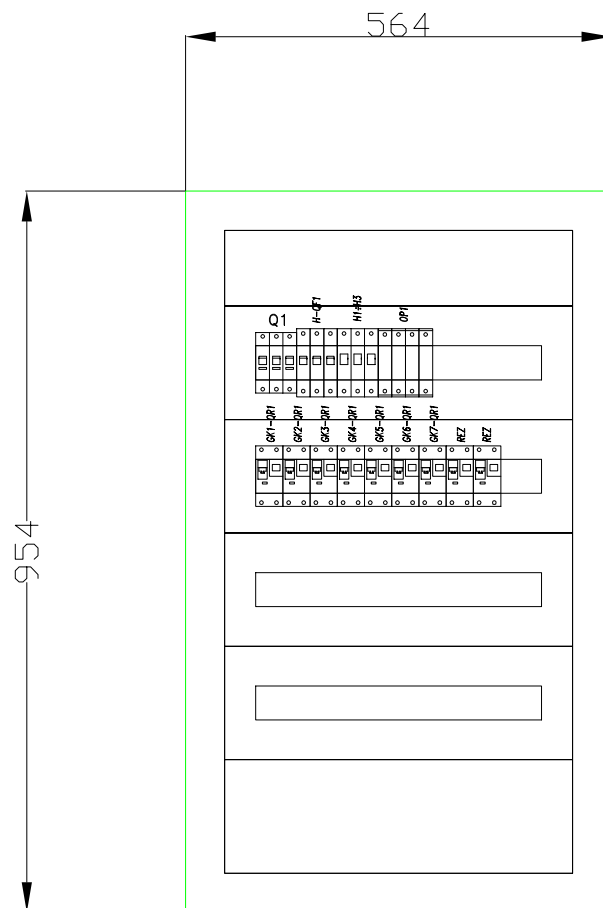 564
H-QF1
H1÷H3
OP1
Q1
GK1-QR1
GK2-QR1
GK3-QR1
GK4-QR1
GK5-QR1
GK6-QR1
GK7-QR1
REZ
REZ
954